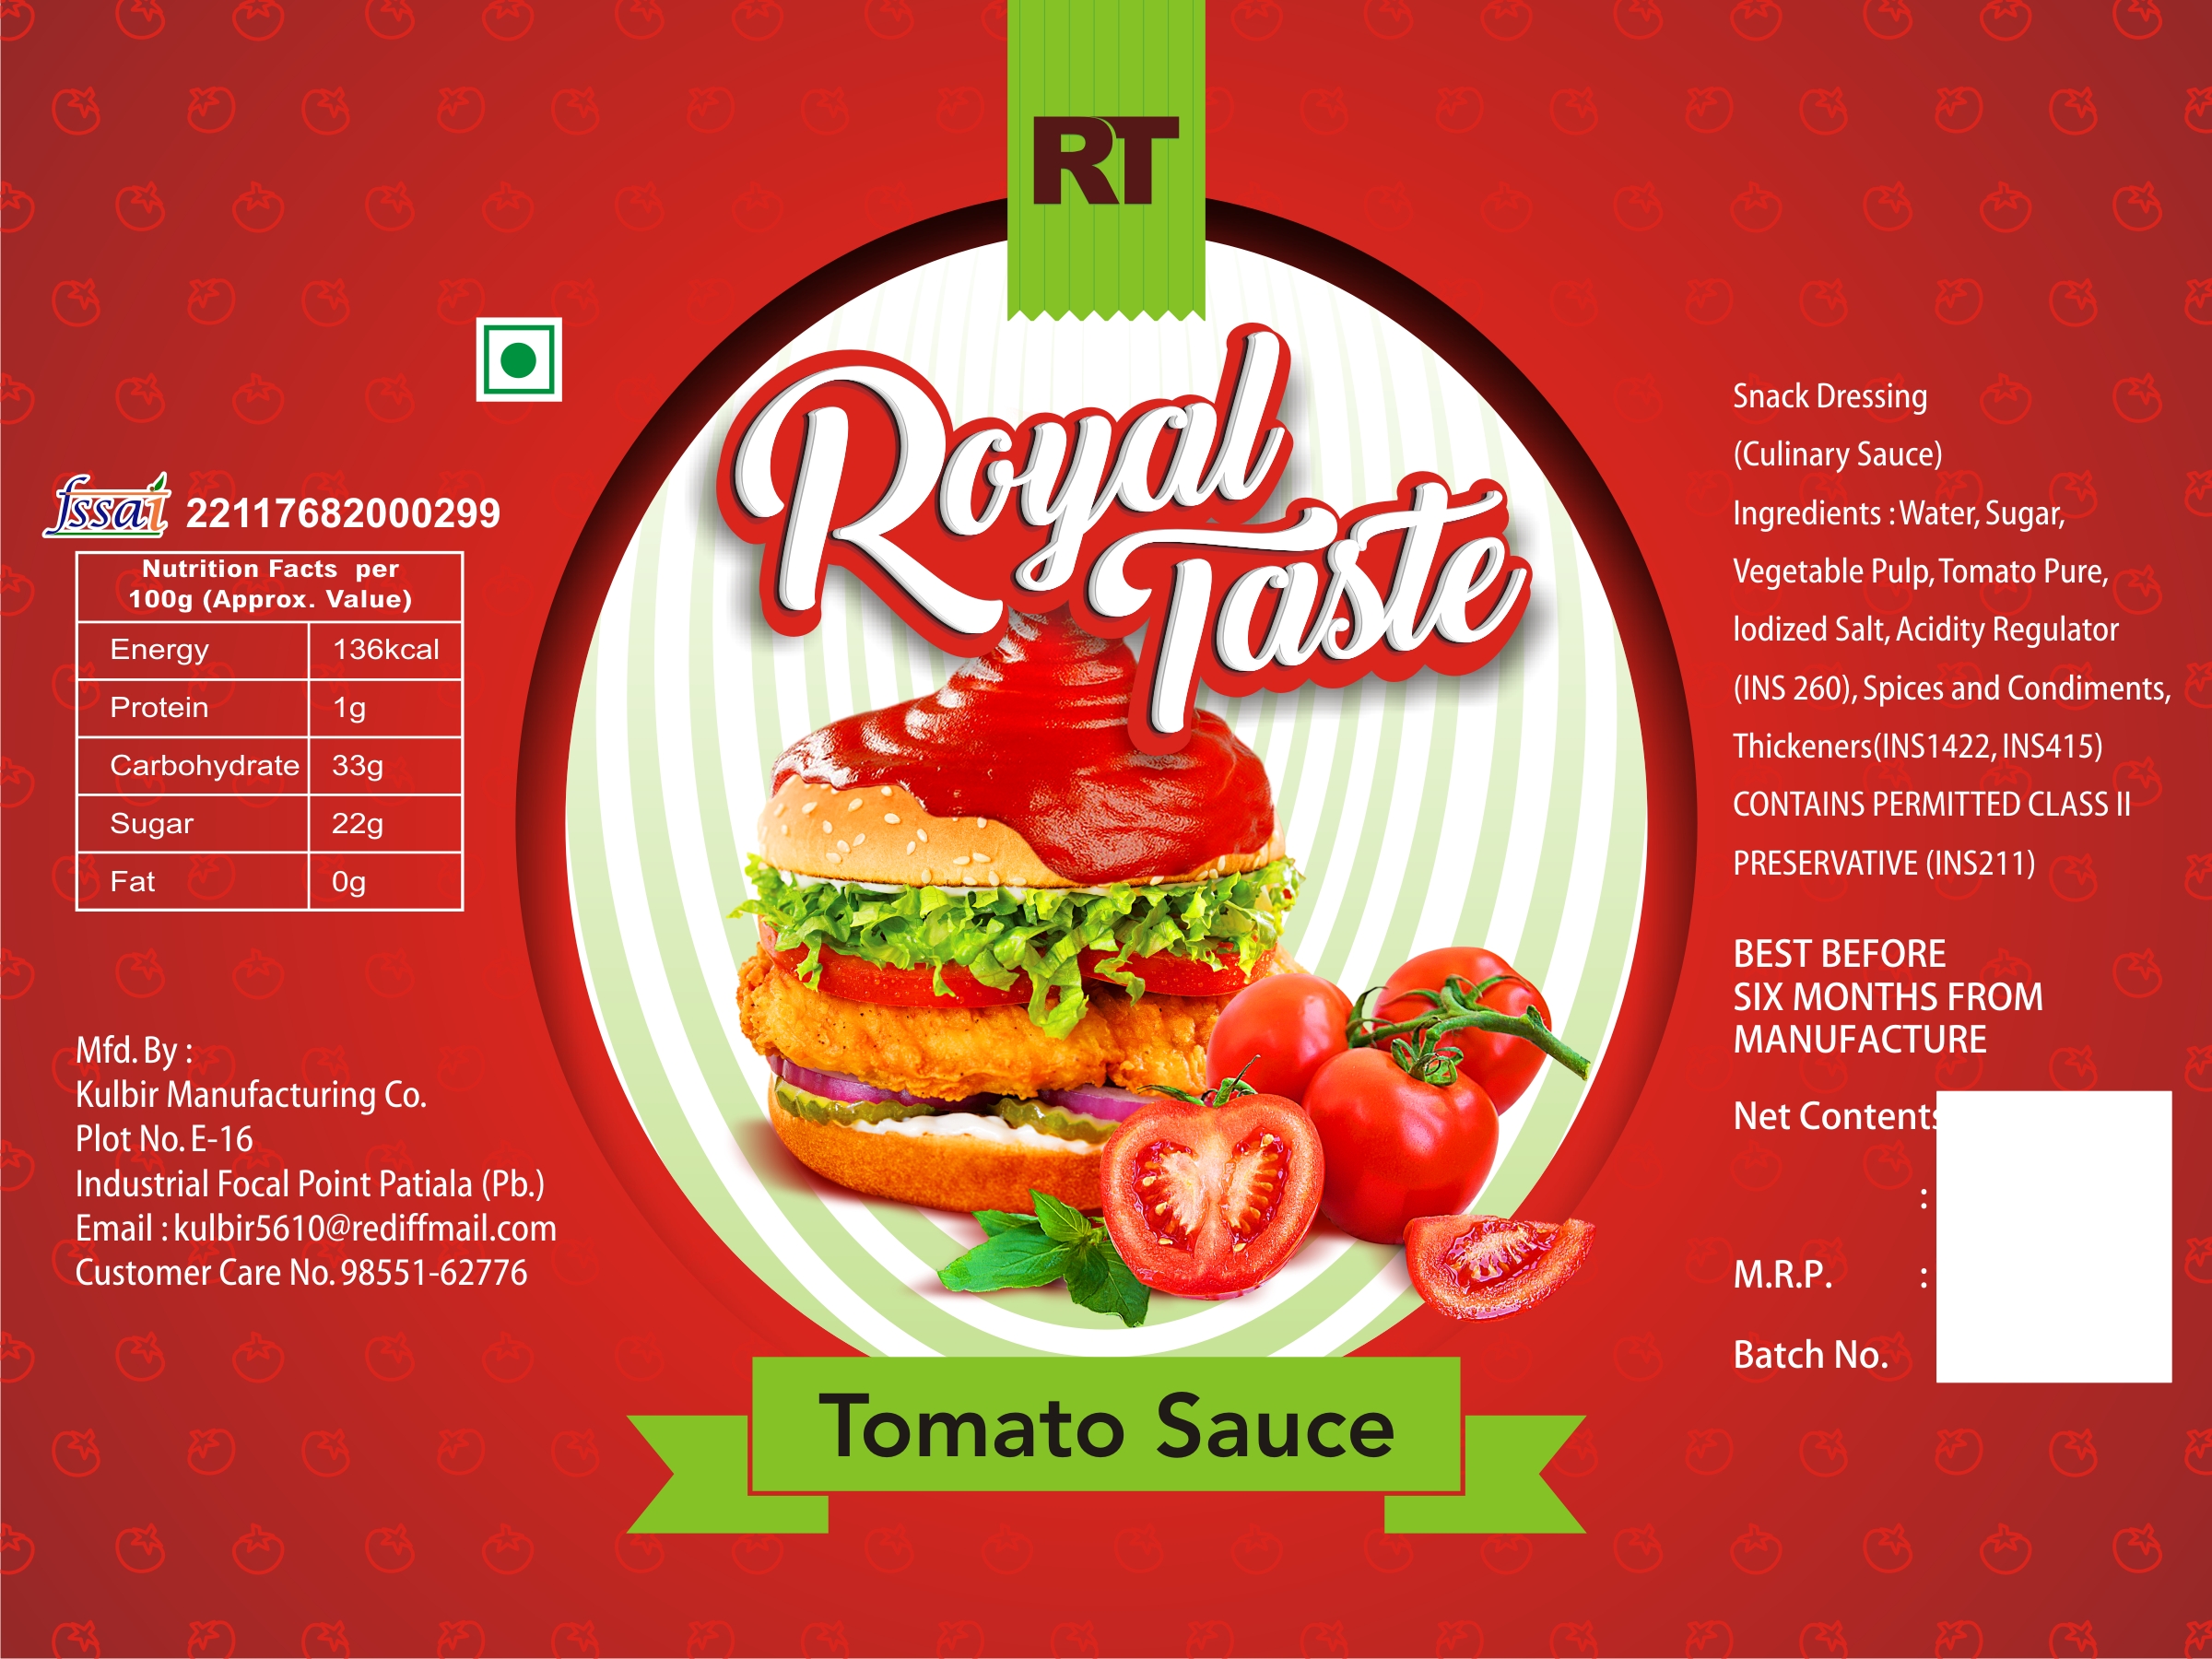 RT
Royal
Taste
Tomato Sauce
fssai 22117682000299
Nutrition Facts per
100g (Approx. Value)
Energy 136kcal
Protein 1g
Carbohydrate 33g
Sugar 22g
Fat 0g
Mfd. By :
Kulbir Manufacturing Co.
Plot No. E-16
Industrial Focal Point Patiala (Pb.)
Email : kulbir5610@rediffmail.com
Customer Care No. 98551-62776
Snack Dressing
(Culinary Sauce)
Ingredients : Water, Sugar,
Vegetable Pulp, Tomato Pure,
Iodized Salt, Acidity Regulator
(INS 260), Spices and Condiments,
Thickeners(INS1422, INS415)
CONTAINS PERMITTED CLASS II
PRESERVATIVE (INS211)
BEST BEFORE
SIX MONTHS FROM
MANUFACTURE
Net Contents
:
M.R.P. :
Batch No.